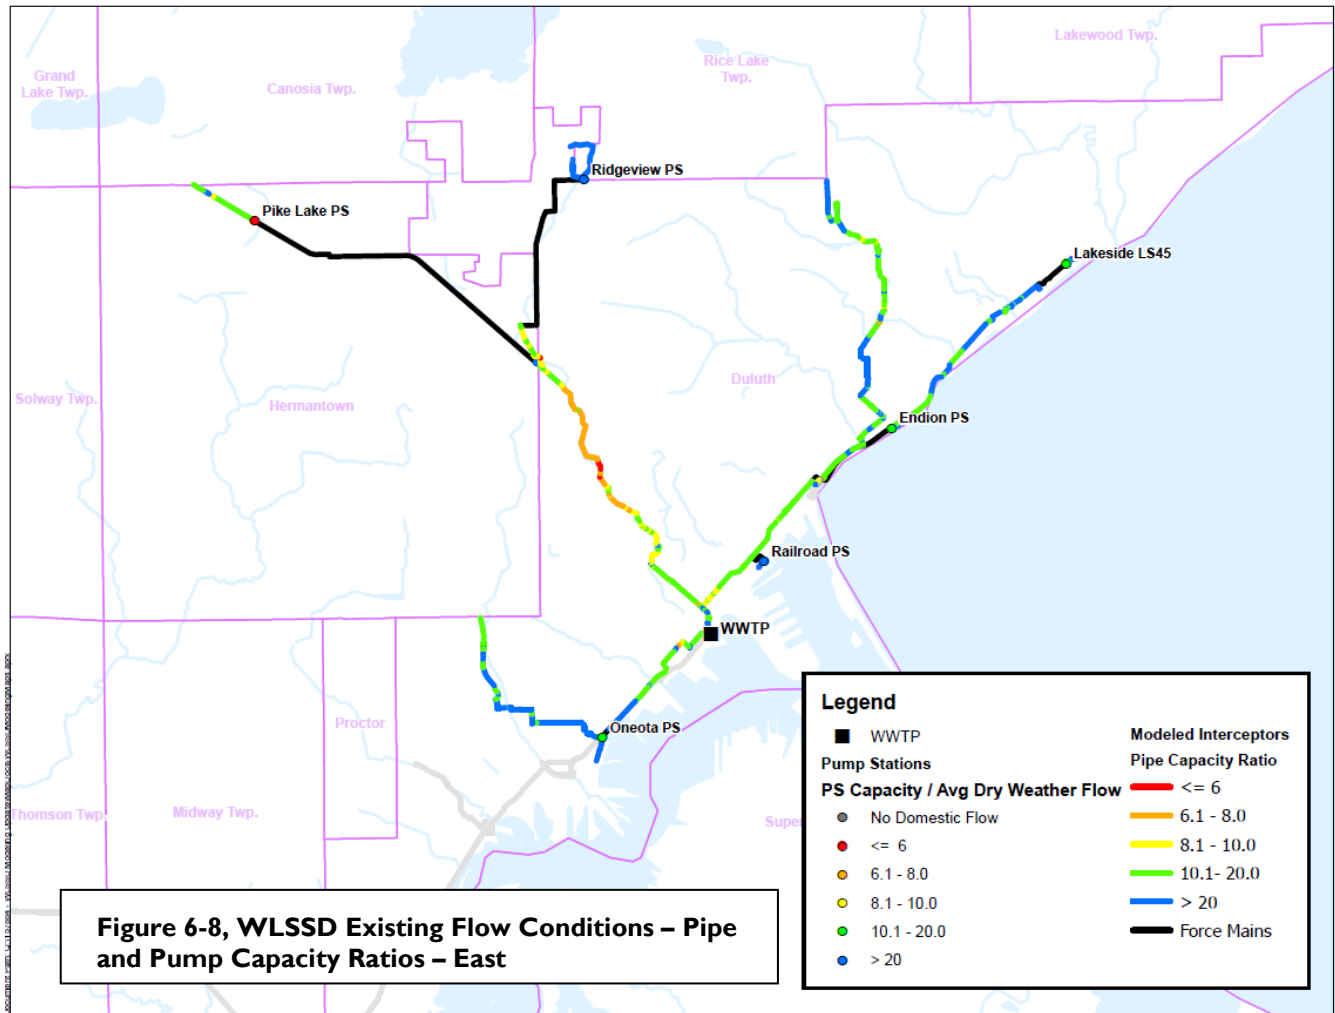 Lakewood Twp.
Rice Lake
Twp.
Grand
Lake Twp.
Canosia Twp.
Ridgeview PS
Pike Lake PS
Lakeside LS45
Duluth
Solway Twp.
Hermantown
Endion PS
Railroad PS
WWTP
Proctor
Oneota PS
Thomson Twp.
Midway Twp.
Super
Legend
WWTP
Pump Stations
PS Capacity / Avg Dry Weather Flow
No Domestic Flow
<= 6
6.1 - 8.0
8.1 - 10.0
10.1 - 20.0
> 20
Modeled Interceptors
Pipe Capacity Ratio
<= 6
6.1 - 8.0
8.1 - 10.0
10.1- 20.0
> 20
Force Mains
Figure 6-8, WLSSD Existing Flow Conditions – Pipe
and Pump Capacity Ratios – East